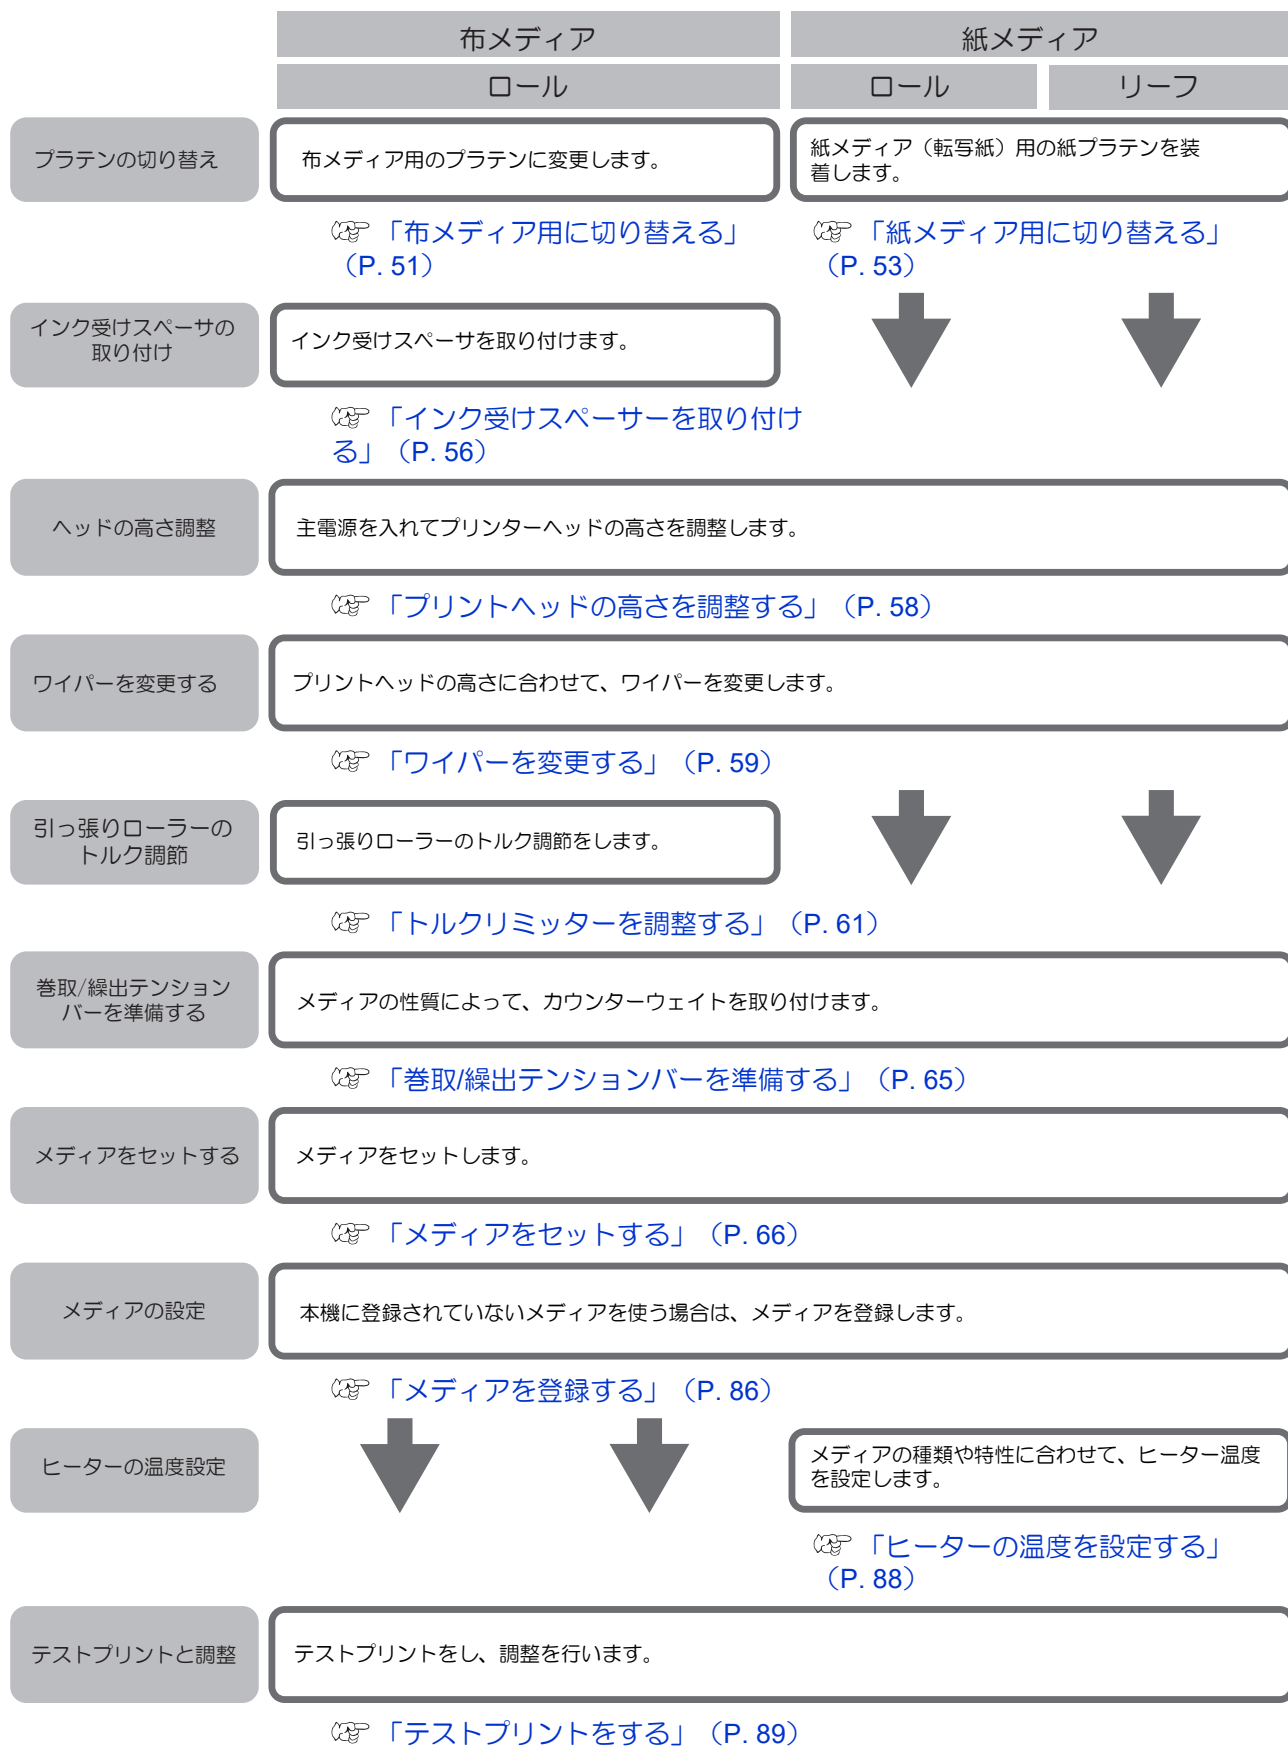 布メディア
紙メディア
ロール
ロール
リーフ
プラテンの切り替え
布メディア用のプラテンに変更します。
紙メディア（転写紙）用の紙プラテンを装
着します。
「布メディア用に切り替える」
（P. 51）
「紙メディア用に切り替える」
（P. 53）
インク受けスペーサの
取り付け
インク受けスペーサを取り付けます。
「インク受けスペーサーを取り付け
る」（P. 56）
ヘッドの高さ調整
主電源を入れてプリンターヘッドの高さを調整します。
「プリントヘッドの高さを調整する」（P. 58）
ワイパーを変更する
プリントヘッドの高さに合わせて、ワイパーを変更します。
「ワイパーを変更する」（P. 59）
引っ張りローラーの
トルク調節
引っ張りローラーのトルク調節をします。
「トルクリミッターを調整する」（P. 61）
巻取/繰出テンション
バーを準備する
メディアの性質によって、カウンターウェイトを取り付けます。
「巻取/繰出テンションバーを準備する」（P. 65）
メディアをセットする
メディアをセットします。
「メディアをセットする」（P. 66）
メディアの設定
本機に登録されていないメディアを使う場合は、メディアを登録します。
「メディアを登録する」（P. 86）
ヒーターの温度設定
メディアの種類や特性に合わせて、ヒーター温度
を設定します。
「ヒーターの温度を設定する」
（P. 88）
テストプリントと調整
テストプリントをし、調整を行います。
「テストプリントをする」（P. 89）